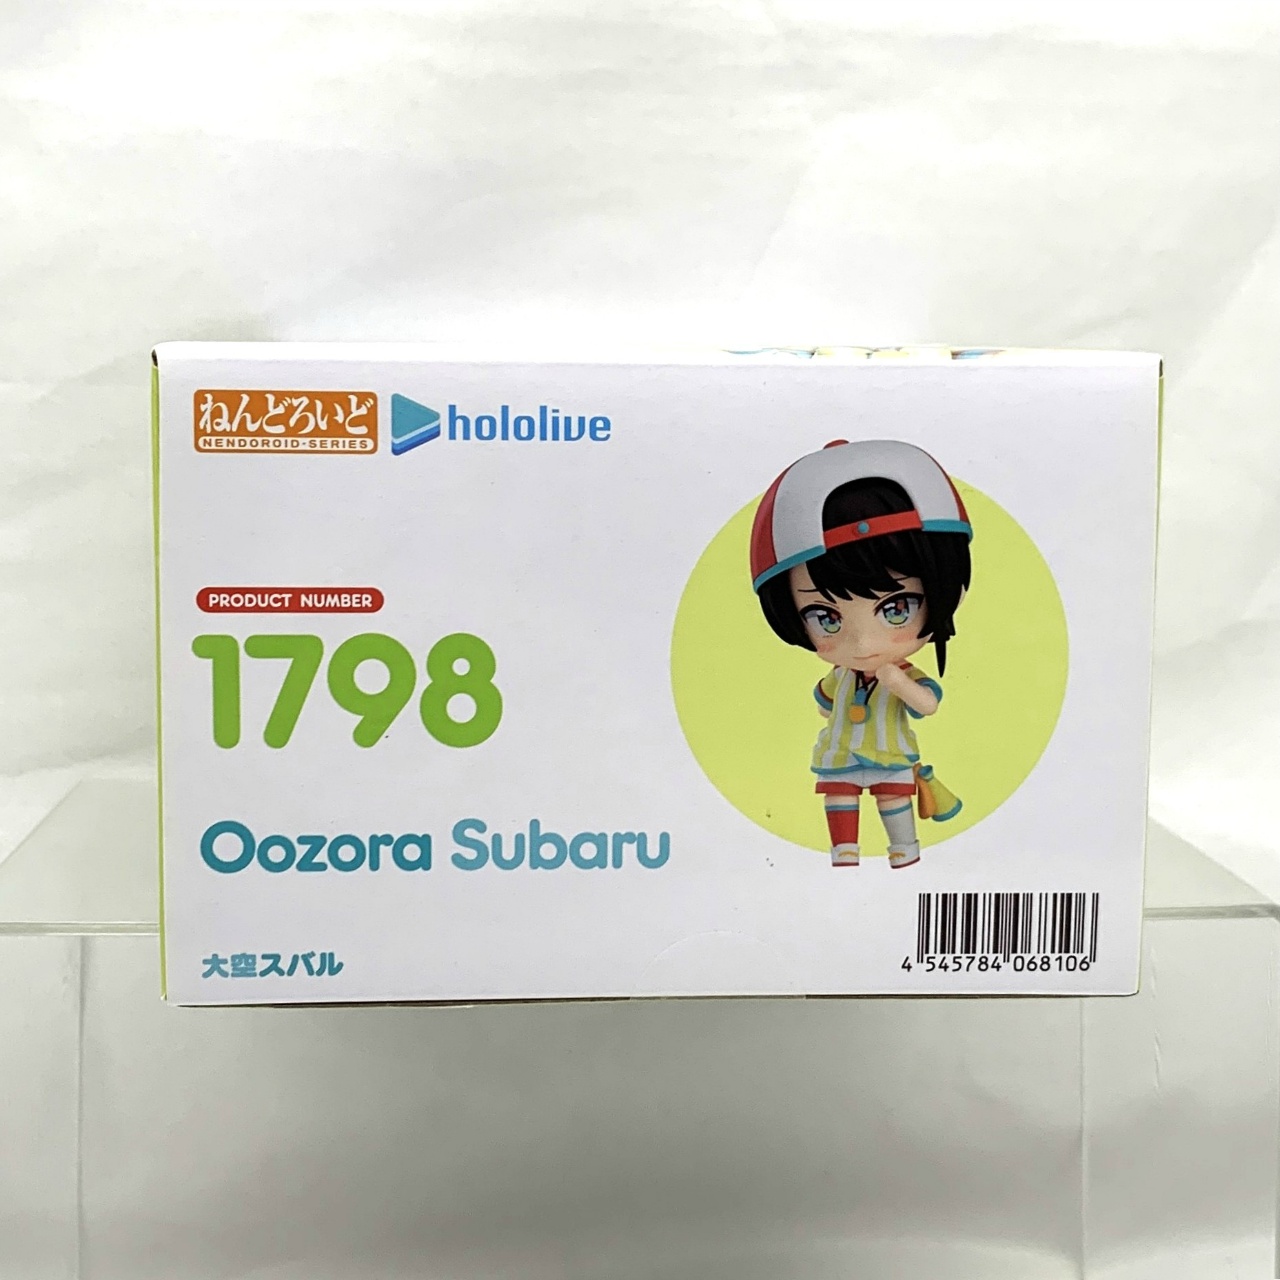 ねんどろいど
NENDOROID·SERIES
hololive
PRODUCT NUMBER
1798
Oozora Subaru
大空スバル
4 545784 068106